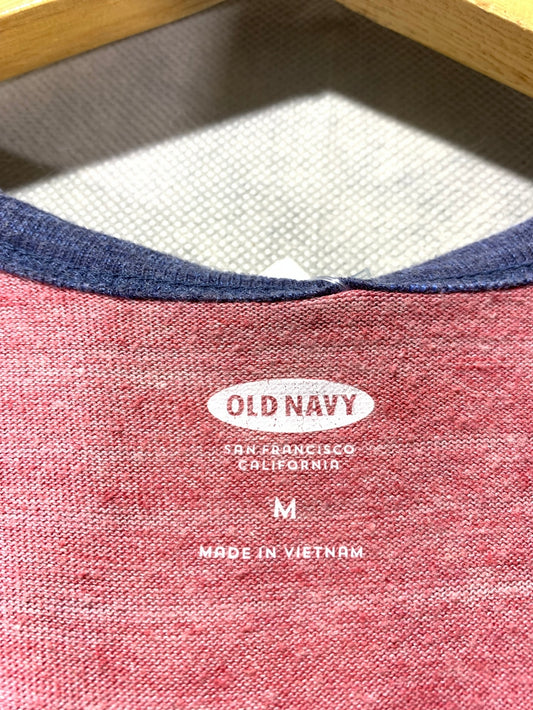 OLD NAVY
SAN FRANCISCO
CALIFORNIA
M
MADE IN VIETNAM